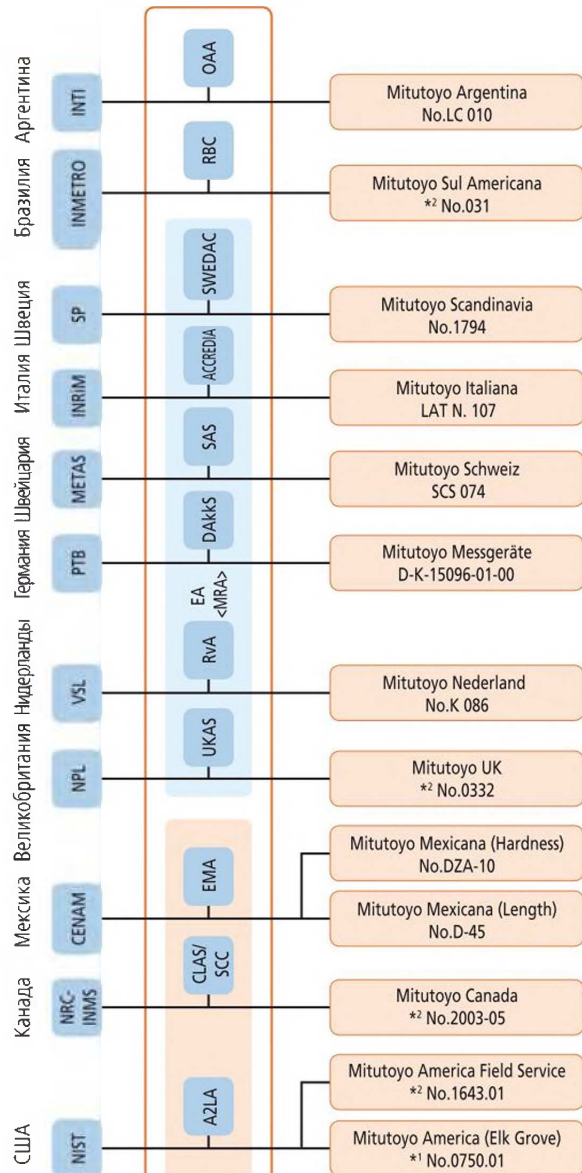 Аргентина
INTI
OAA
Mitutoyo Argentina
No.LC 010
Бразилия
INMETRO
RBC
Mitutoyo Sul Americana
*2 No.031
Швеция
SP
SWEDAC
Mitutoyo Scandinavia
No.1794
Италия
INRiM
ACCREDIA
Mitutoyo Italiana
LAT N. 107
Швейцария
METAS
SAS
Mitutoyo Schweiz
SCS 074
Германия
PTB
DAkkS
Mitutoyo Messgeräte
D-K-15096-01-00
EA
<MRA>
Нидерланды
VSL
RvA
Mitutoyo Nederland
No.K 086
Великобритания
NPL
UKAS
Mitutoyo UK
*2 No.0332
Мексика
CENAM
EMA
Mitutoyo Mexicana (Hardness)
No.DZA-10
Mitutoyo Mexicana (Length)
No.D-45
Канада
NRC-
INMS
CLAS/
SCC
Mitutoyo Canada
*2 No.2003-05
США
NIST
A2LA
Mitutoyo America Field Service
*2 No.1643.01
Mitutoyo America (Elk Grove)
*1 No.0750.01